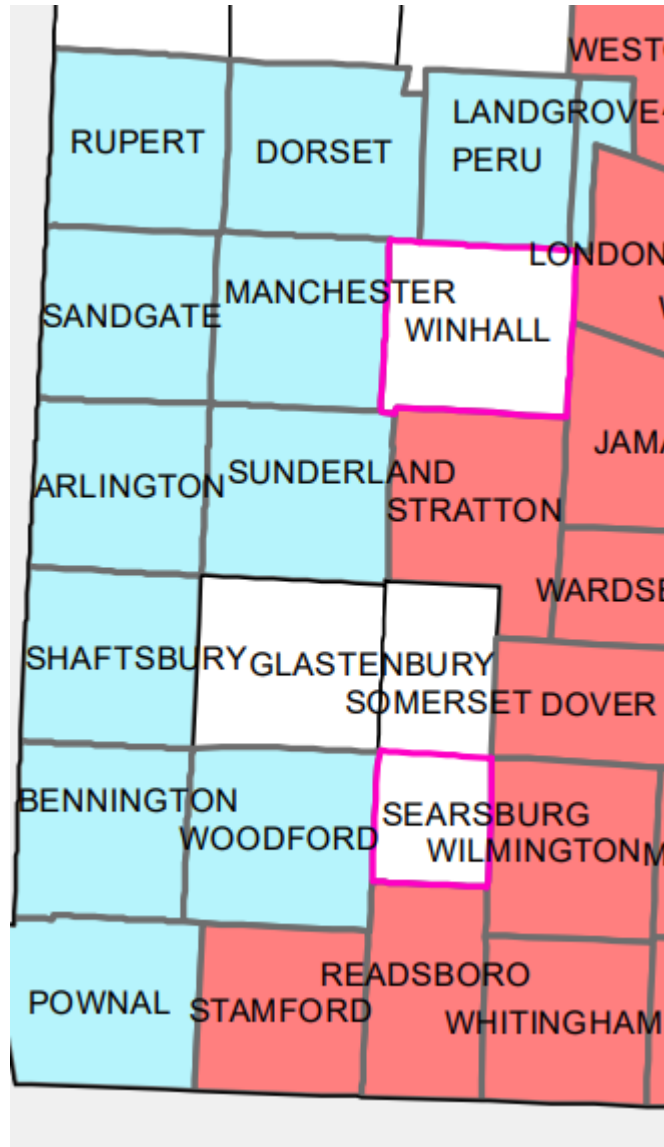 WEST
LANDGROVE
RUPERT
DORSET
PERU
LONDON
MANCHESTER
SANDGATE
WINHALL
JAMA
SUNDERLAND
ARLINGTON
STRATTON
WARDSB
SHAFTSBURY
GLASTENBURY
SOMERSET
DOVER
BENNINGTON
SEARSBURG
WOODFORD
WILMINGTON
M
READSBORO
POWNAL
STAMFORD
WHITINGHAM